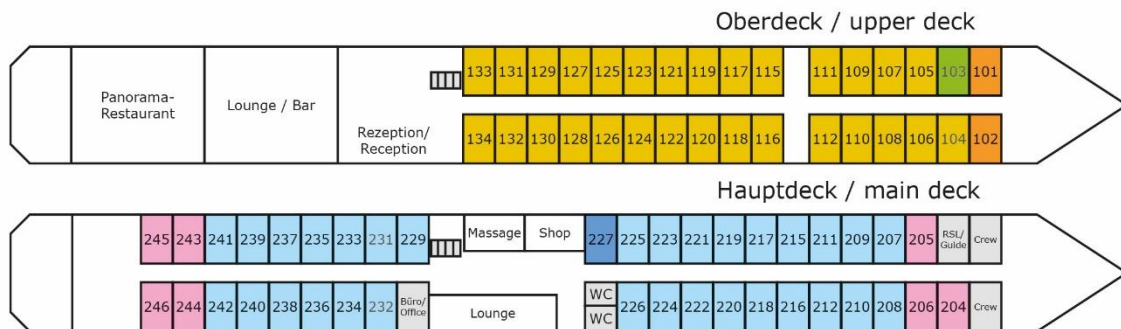 Oberdeck / upper deck
133 131 129 127 125 123 121 119 117 115 111 109 107 105 103 101
Panorama-
Restaurant
Lounge / Bar
Rezeption/
Reception
134 132 130 128 126 124 122 120 118 116 112 110 108 106 104 102
Hauptdeck / main deck
245 243 241 239 237 235 233 231 229 Massage Shop 227 225 223 221 219 217 215 211 209 207 205 RSL/
Guide Crew
246 244 242 240 238 236 234 232 Büro/
Office Lounge WC
WC 226 224 222 220 218 216 212 210 208 206 204 Crew